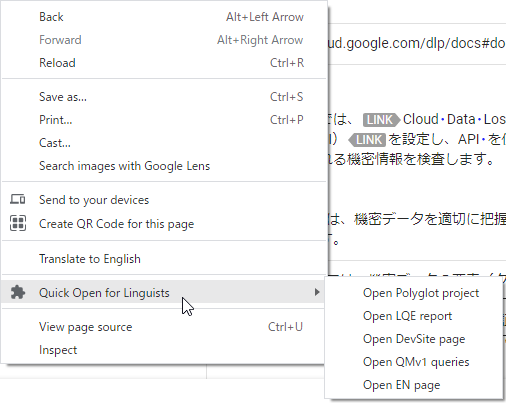 Back Alt+Left Arrow
Forward Alt+Right Arrow
Reload Ctrl+R
ud.google.com/dlp/docs#do
Save as... Ctrl+S
Print... Ctrl+P
Cast...
Search images with Google Lens
Send to your devices
Create QR Code for this page
Translate to English
Quick Open for Linguists
View page source Ctrl+U
Inspect
では、 LINK Cloud・Data・Los
I） LINK を設定し、API・を
れる機密情報を検査します。
は、機密データを適切に把握
す。
Open Polyglot project
Open LQE report
Open DevSite page
Open QMv1 queries
Open EN page